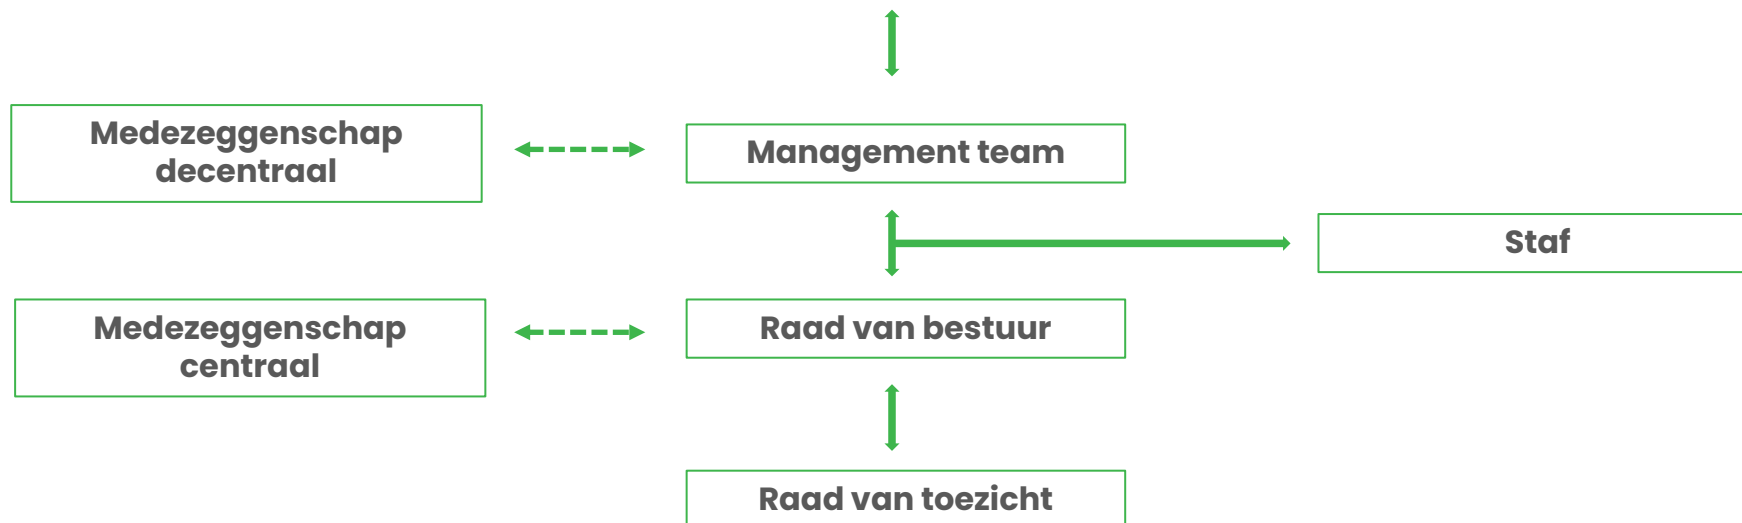 Medezeggenschap
decentraal
Management team
Staf
Medezeggenschap
centraal
Raad van bestuur
Raad van toezicht